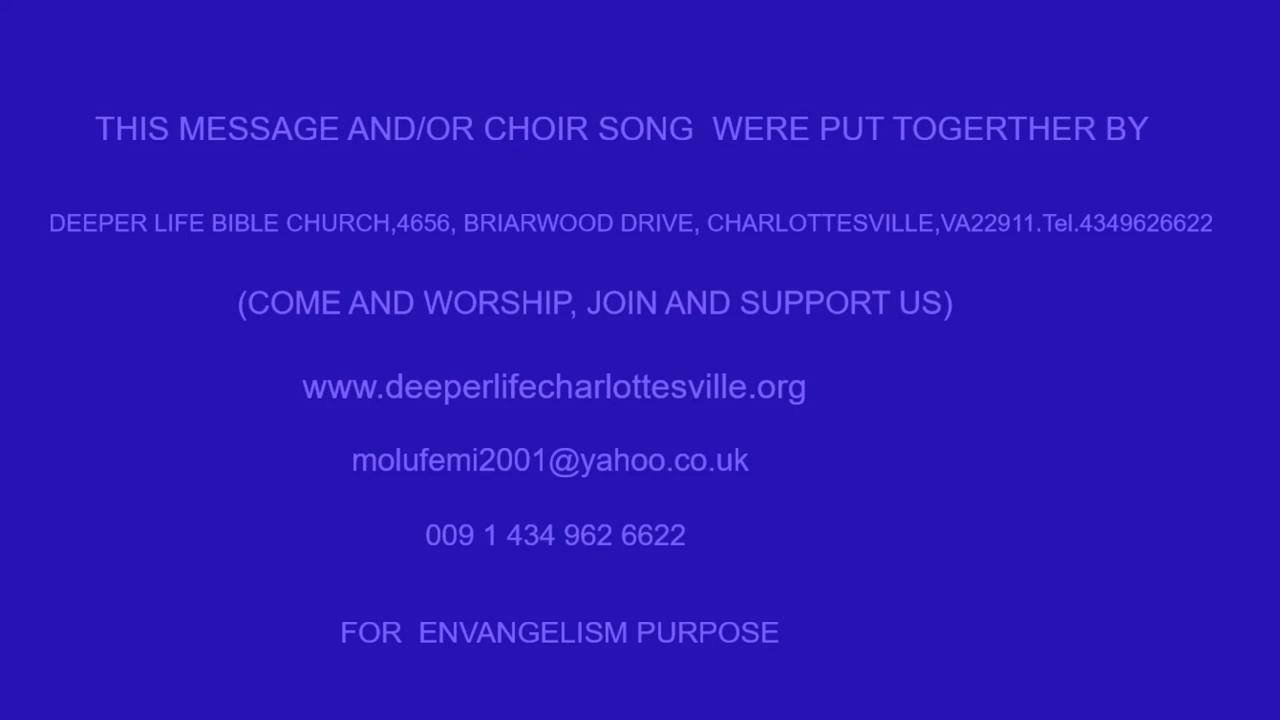 THIS MESSAGE AND/OR CHOIR SONG  WERE PUT TOGERTHER BY
DEEPER LIFE BIBLE CHURCH,4656, BRIARWOOD DRIVE, CHARLOTTESVILLE,VA22911.Tel.4349626622
(COME AND WORSHIP, JOIN AND SUPPORT US)
www.deeperlifecharlottesville.org
molufemi2001@yahoo.co.uk
009 1 434 962 6622
FOR  ENVANGELISM PURPOSE